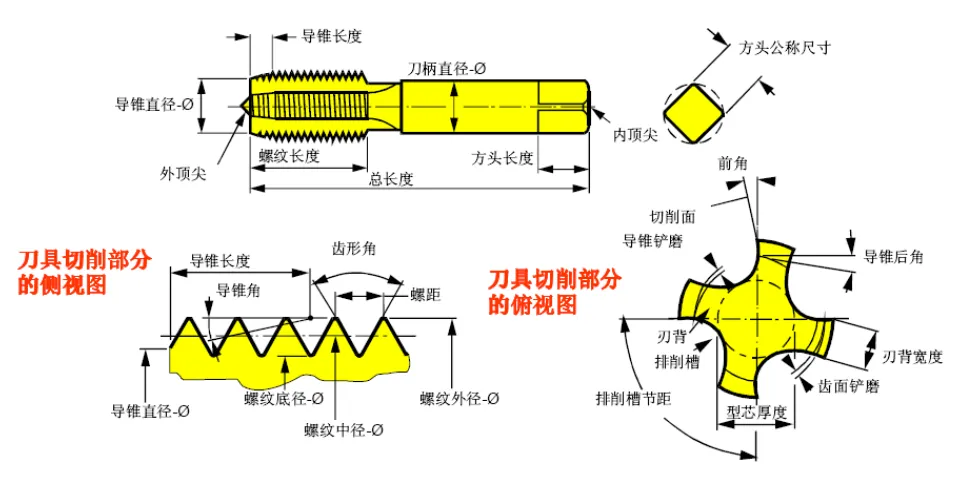 导锥长度
方头公称尺寸
刀柄直径-Ø
导锥直径-Ø
内顶尖
外顶尖
螺纹长度
方头长度
总长度
前角
切削面
导锥铲磨
导锥后角
刀具切削部分
的侧视图
导锥长度
齿形角
导锥角
螺距
刀具切削部分
的俯视图
刃背
排削槽
刃背宽度
齿面铲磨
导锥直径-Ø
螺纹底径-Ø
螺纹外径-Ø
螺纹中径-Ø
排削槽节距
型芯厚度